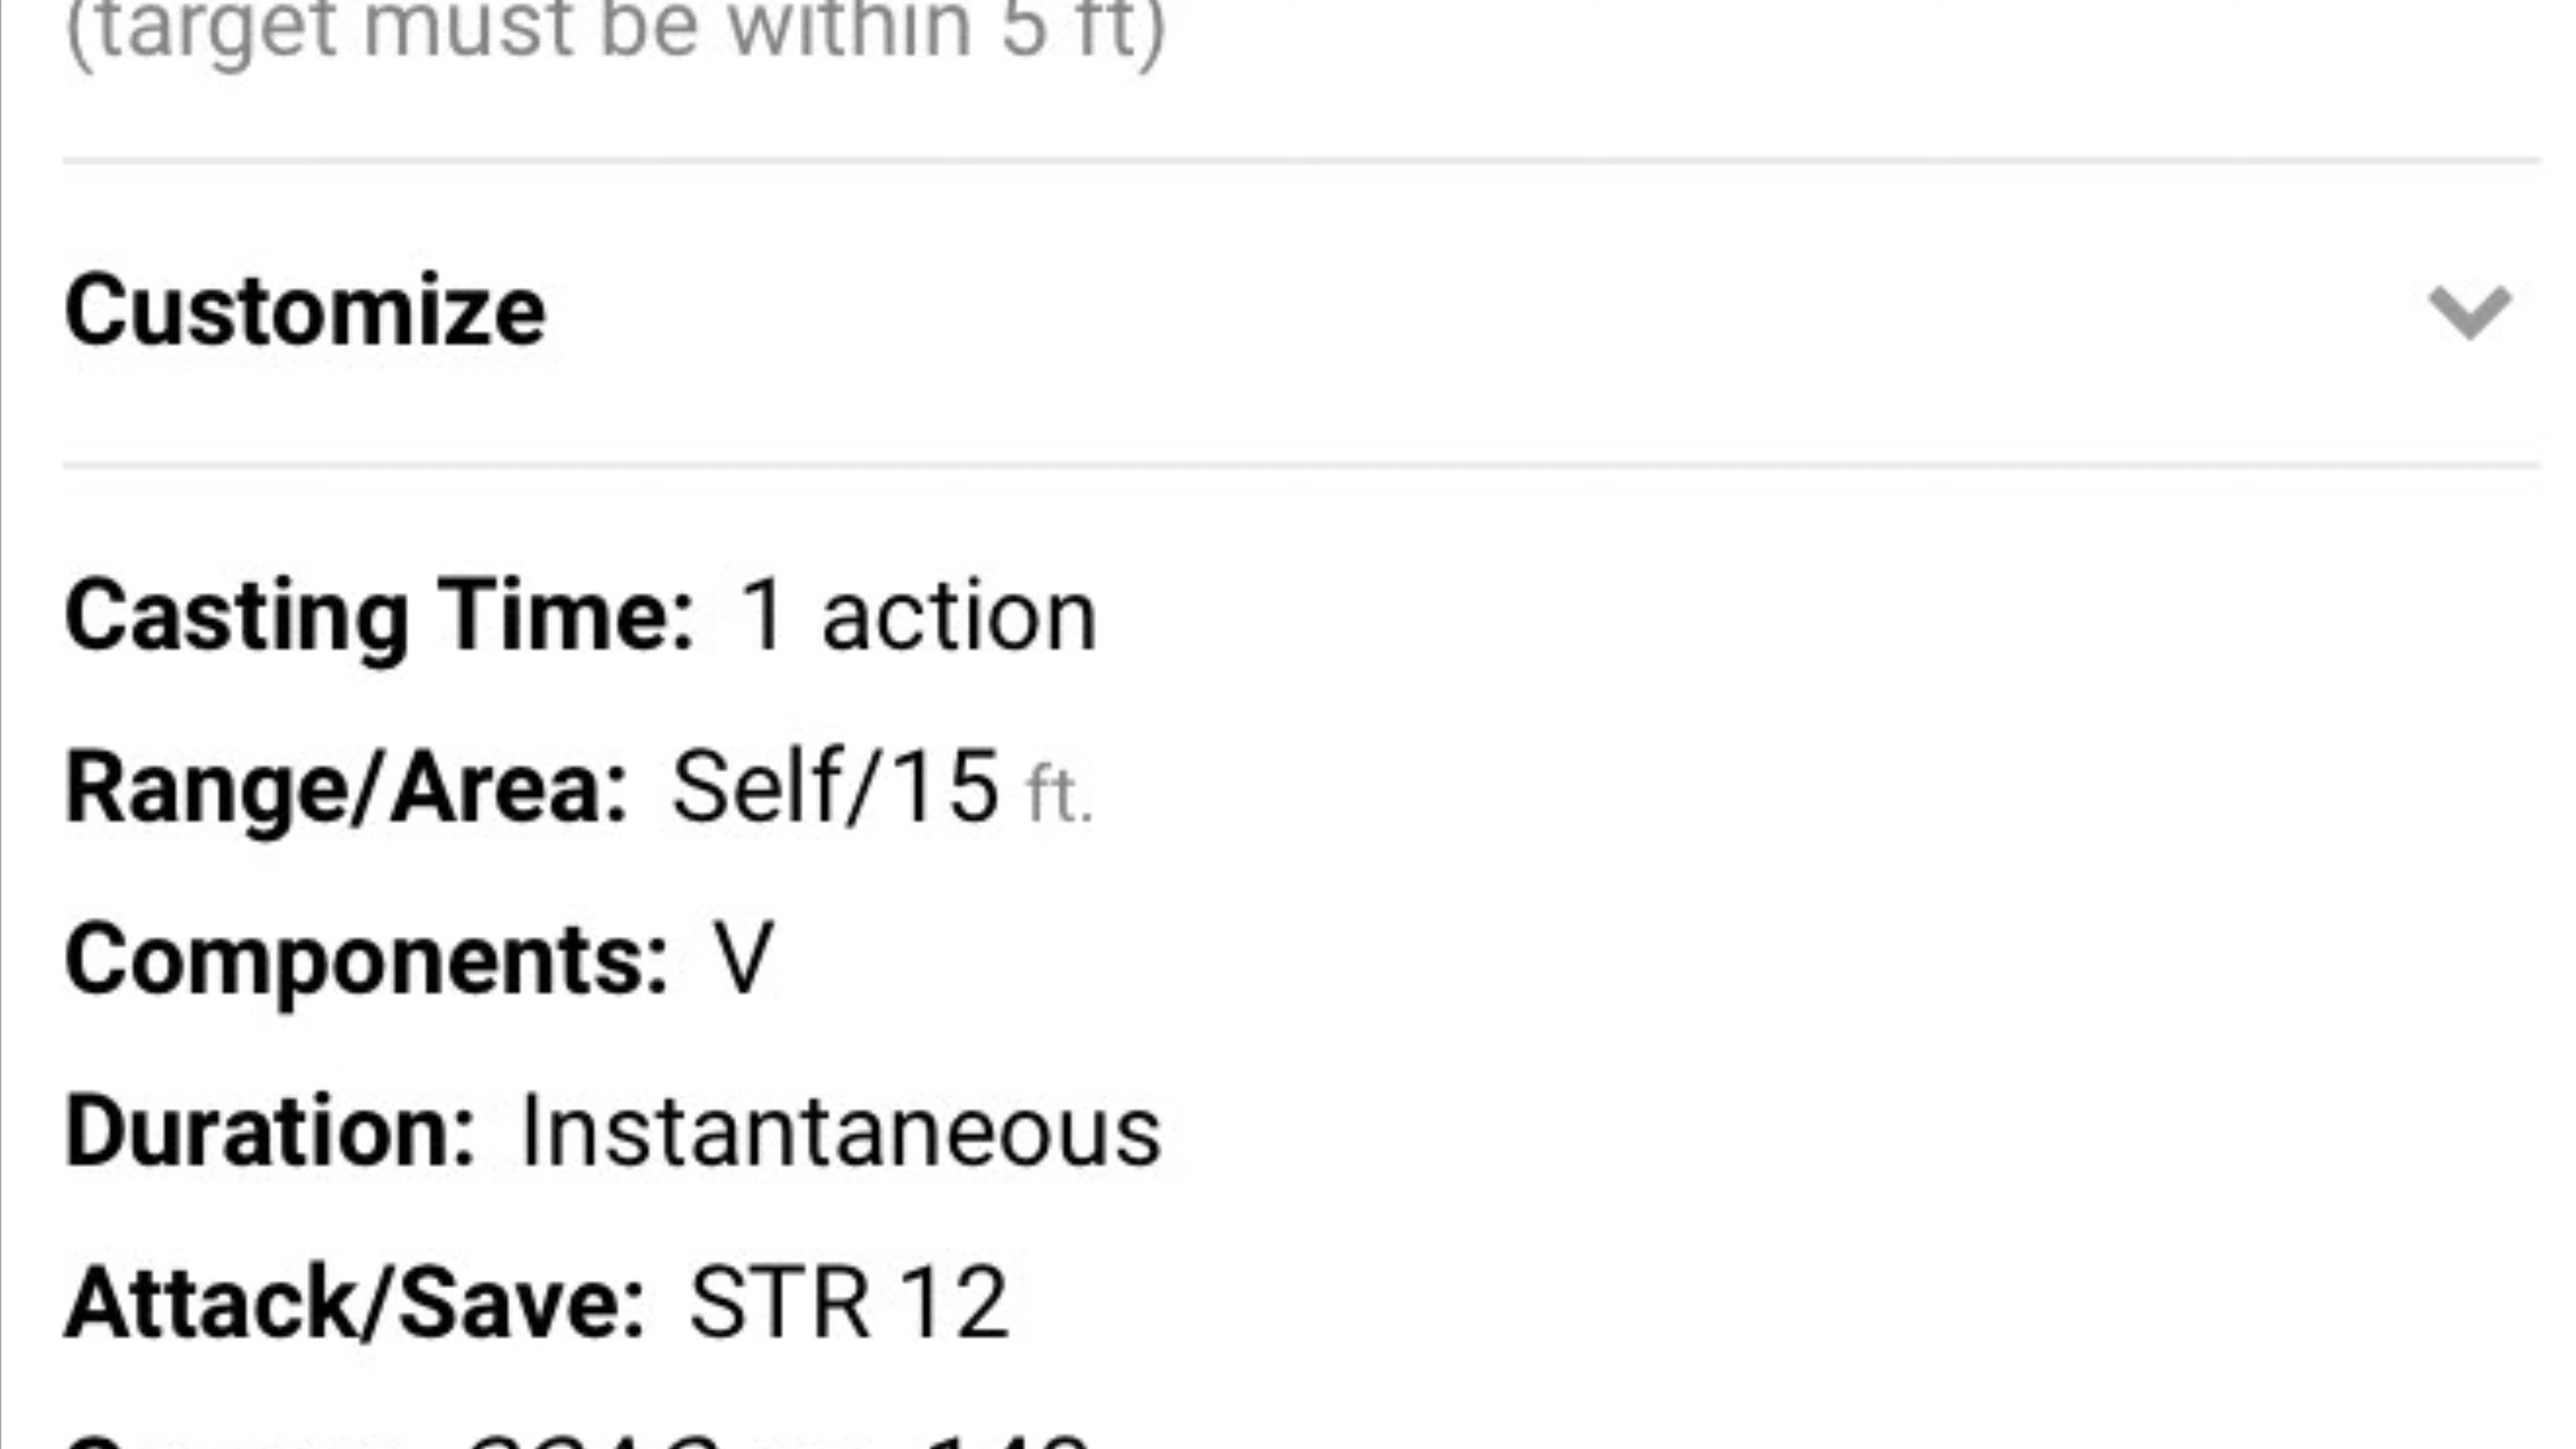 (target must be within 5 ft)
Customize
Casting Time: 1 action
Range/Area: Self/15 ft.
Components: V
Duration: Instantaneous
Attack/Save: STR 12